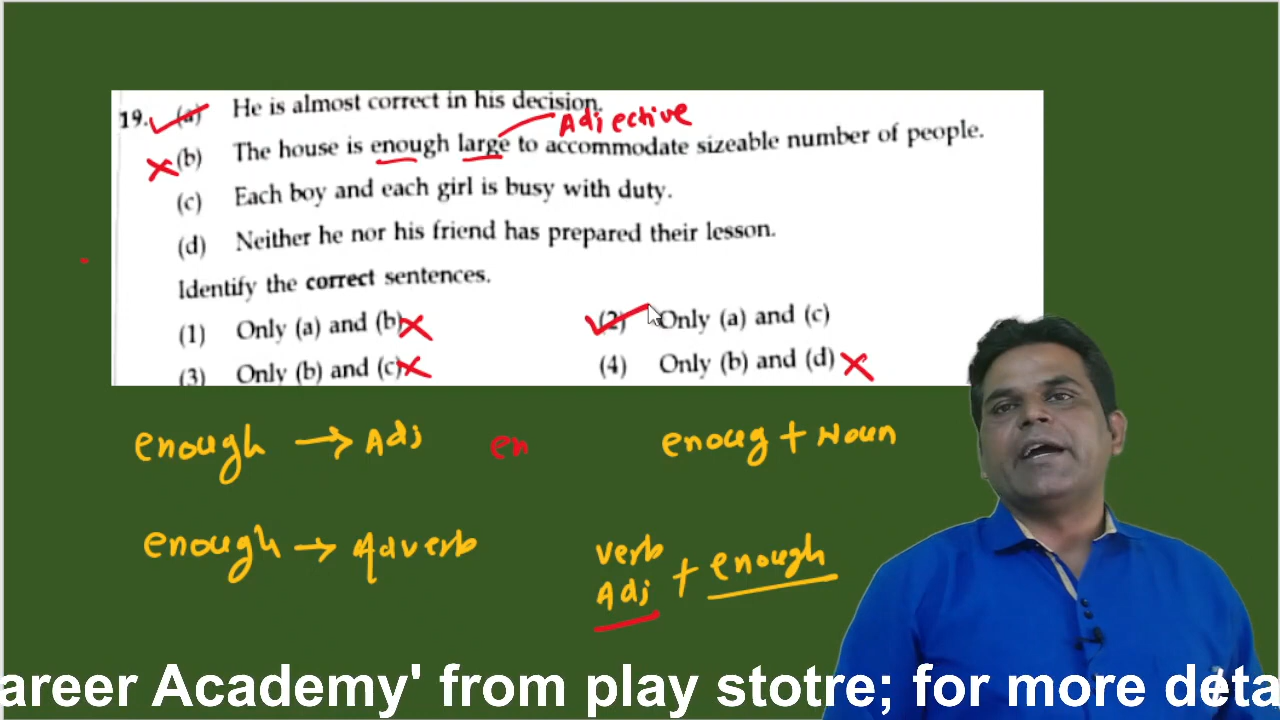 19. (a) He is almost correct in his decision.
Adjective
(b) The house is enough large to accommodate sizeable number of people.
(c) Each boy and each girl is busy with duty.
(d) Neither he nor his friend has prepared their lesson.
Identify the correct sentences.
(1) Only (a) and (b) (2) Only (a) and (c)
(3) Only (b) and (c) (4) Only (b) and (d)
enough → Adj en enoug + Noun
enough → Adverb verb
Adj + enough
areer Academy' from play stotre; for more deta